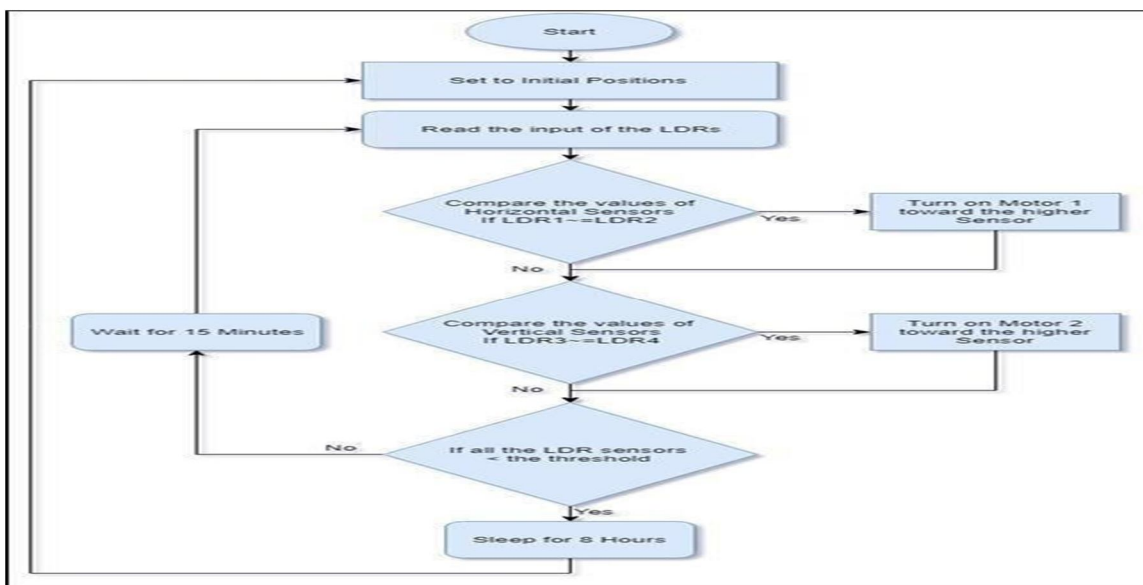 Start
Set to Initial Positions
Read the input of the LDRs
Compare the values of
Horizontal Sensors
If LDR1~=LDR2
Yes
Turn on Motor 1
toward the higher
Sensor
No
Compare the values of
Vertical Sensors
If LDR3~=LDR4
Yes
Turn on Motor 2
toward the higher
Sensor
Wait for 15 Minutes
No
If all the LDR sensors
< the threshold
No
Yes
Sleep for 8 Hours